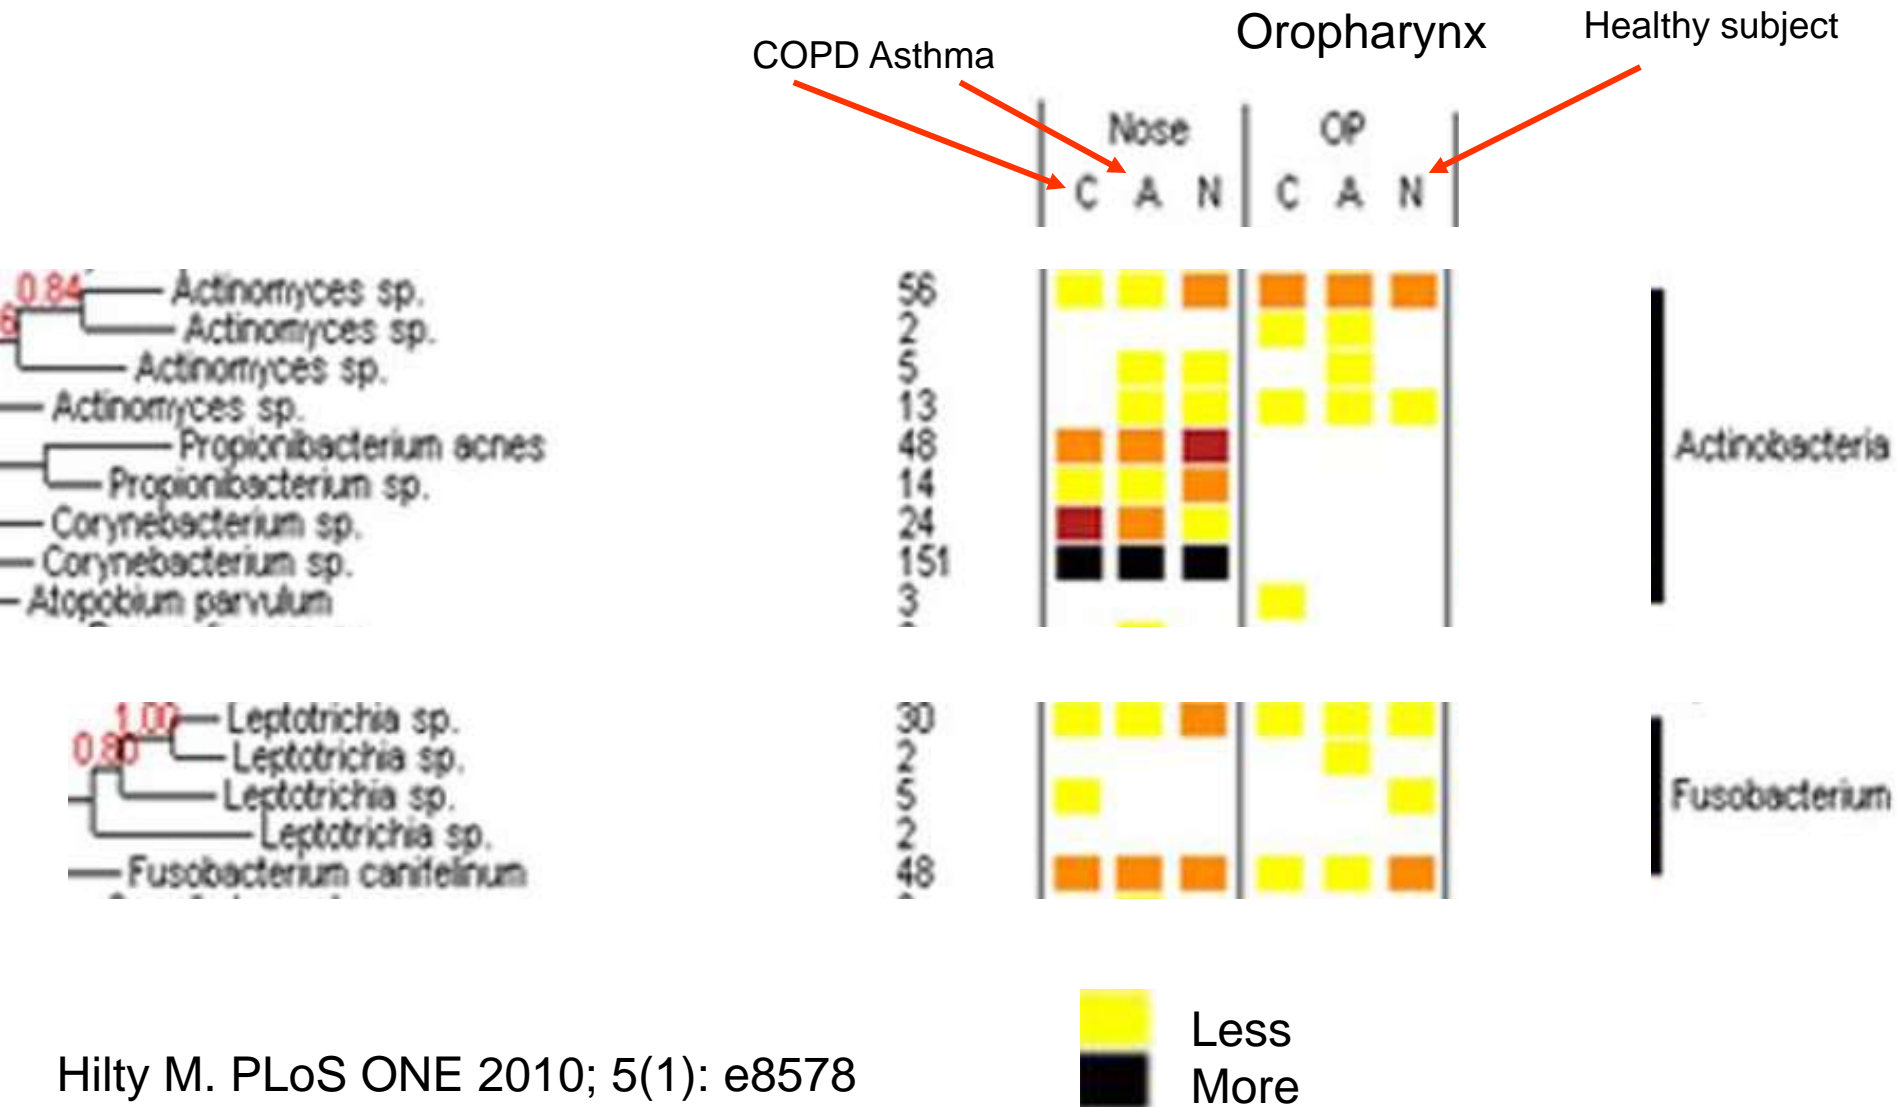 Oropharynx
Healthy subject
COPD Asthma
Nose OP
C A N C A N
0.84 Actinomyces sp. 56
6 Actinomyces sp. 2
Actinomyces sp. 5
Actinomyces sp. 13
Propionibacterium acnes 48 Actinobacteria
Propionibacterium sp. 14
Corynebacterium sp. 24
Corynebacterium sp. 151
Atopobium parvulum 3
1.00 Leptotrichia sp. 30
0.80 Leptotrichia sp. 2
Leptotrichia sp. 5 Fusobacterium
Leptotrichia sp. 2
Fusobacterium canifelinum 48
Less
Hilty M. PLoS ONE 2010; 5(1): e8578
More